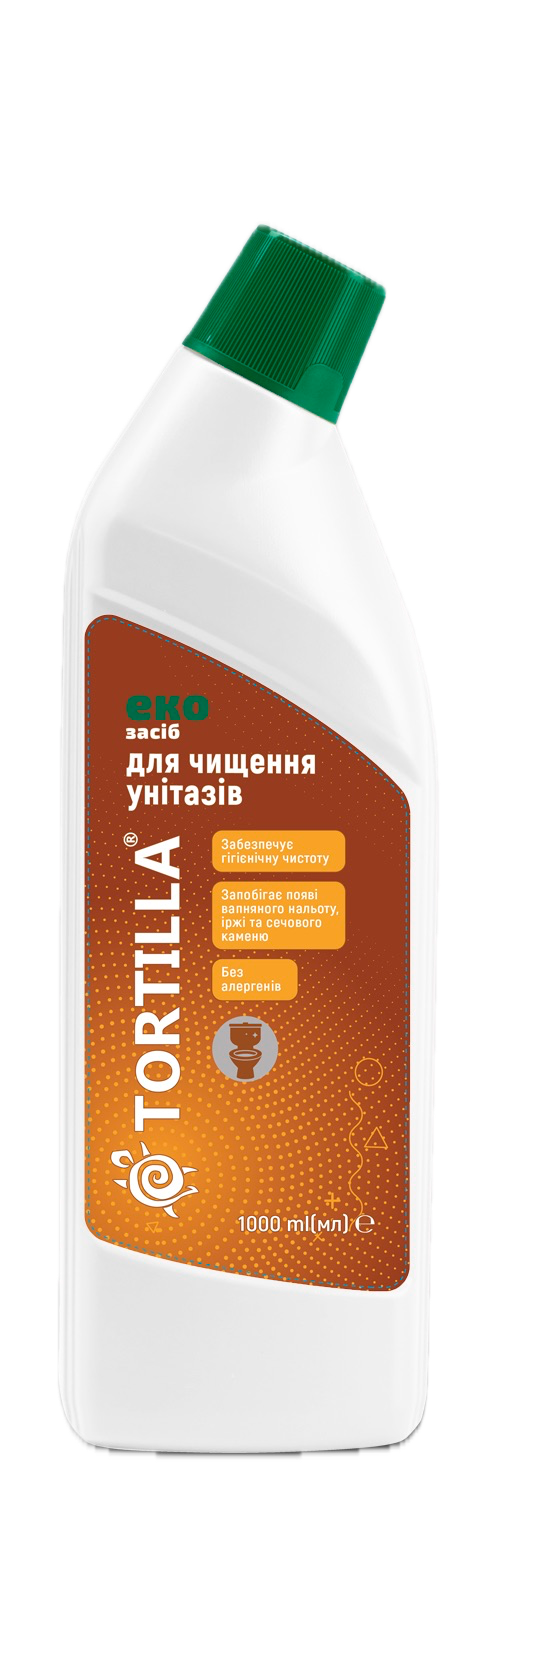 еко
засіб
для чищення
унітазів
TORTILLA®
Забезпечує
гігієнічну чистоту
Запобігає появі
вапняного нальоту,
іржі та сечового
каменю
Без
алергенів
1000 ml(мл) ℮